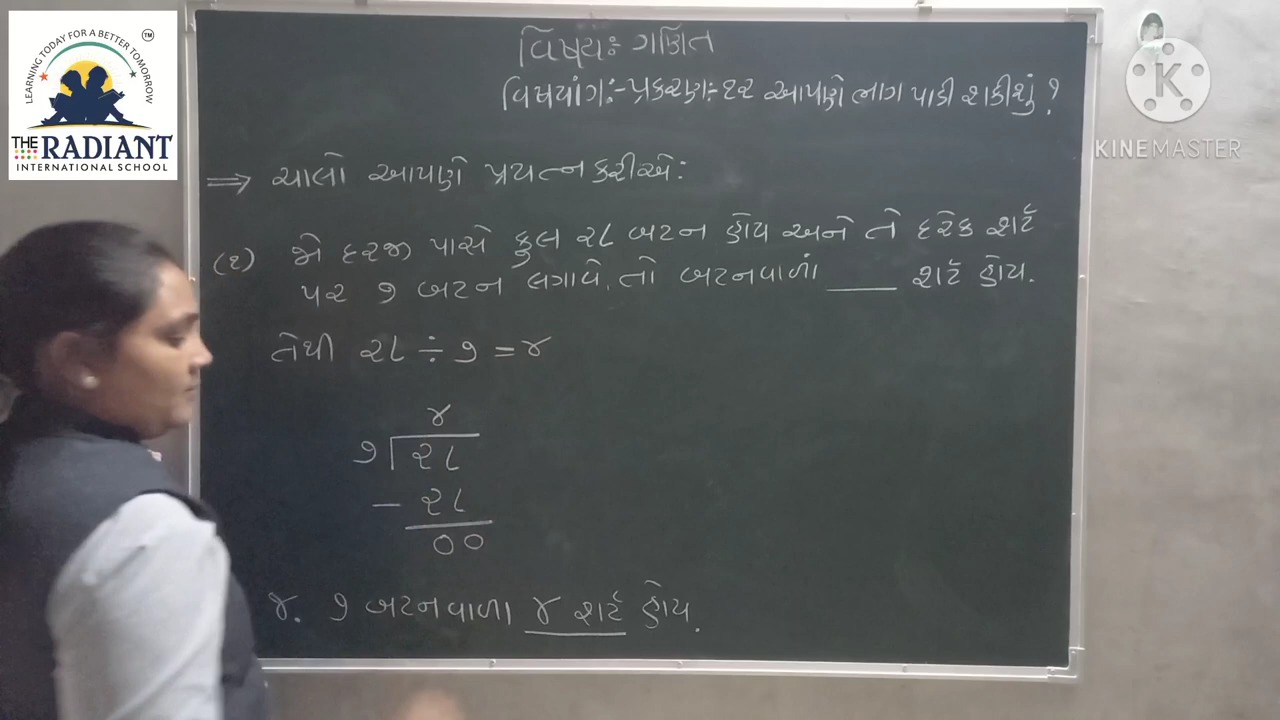 LEARNING TODAY FOR A BETTER TOMORROW
TM
THE RADIANT
INTERNATIONAL SCHOOL
K
KINEMASTER
વિષયઃ ગણિત
વિષયાંગઃ- પ્રકરણઃ- ૧૨ આપણે ભાગ પાડી શકીશું ?
⇒ ચાલો આપણે પ્રયત્ન કરીએ:
(૧) જો દરજી પાસે કુલ ૨૮ બટન હોય અને તે દરેક શર્ટ
પર ૭ બટન લગાવે, તો બટનવાળાં ____ શર્ટ હોય.
તેથી ૨૮ ÷ ૭ = ૪
૪
૭ ૨૮
- ૨૮
૦૦
૪. ૭ બટનવાળા ૪ શર્ટ હોય.